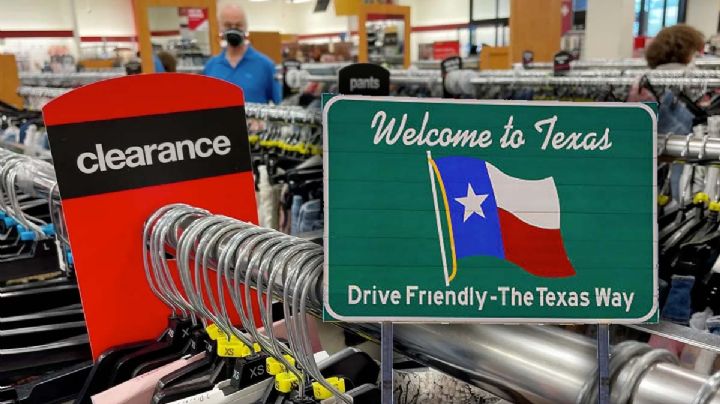 pants
clearance
Welcome to Texas
Drive Friendly-The Texas Way
XS
XS